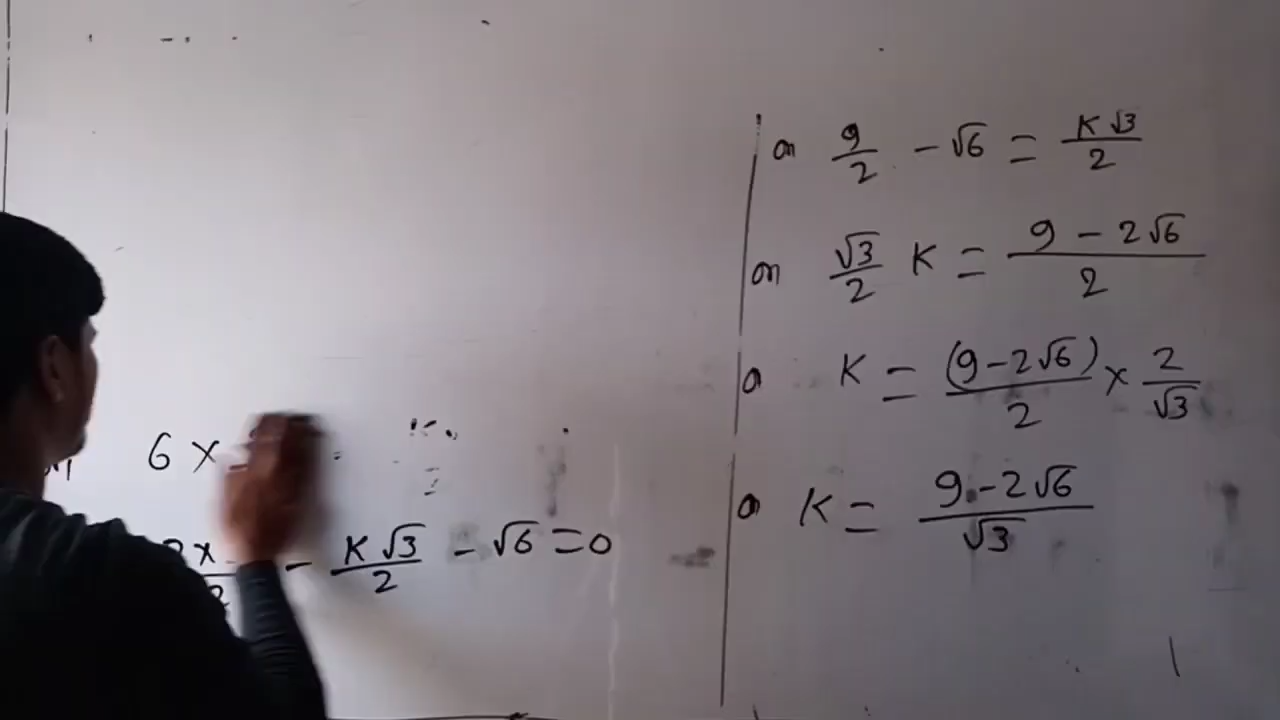 6 ×
- K√3/2 - √6 = 0
or 9/2 - √6 = K√3/2
or √3/2 K = 9 - 2√6/2
or K = (9 - 2√6)/2 × 2/√3
or K = 9 - 2√6/√3